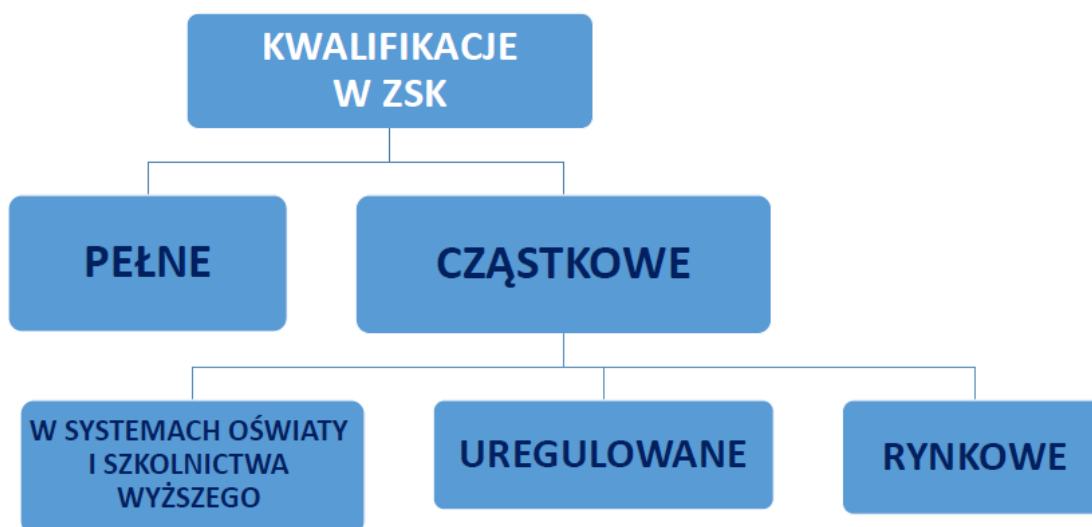 KWALIFIKACJE
W ZSK
PEŁNE
CZĄSTKOWE
W SYSTEMACH OŚWIATY
I SZKOLNICTWA
WYŻSZEGO
UREGULOWANE
RYNKOWE